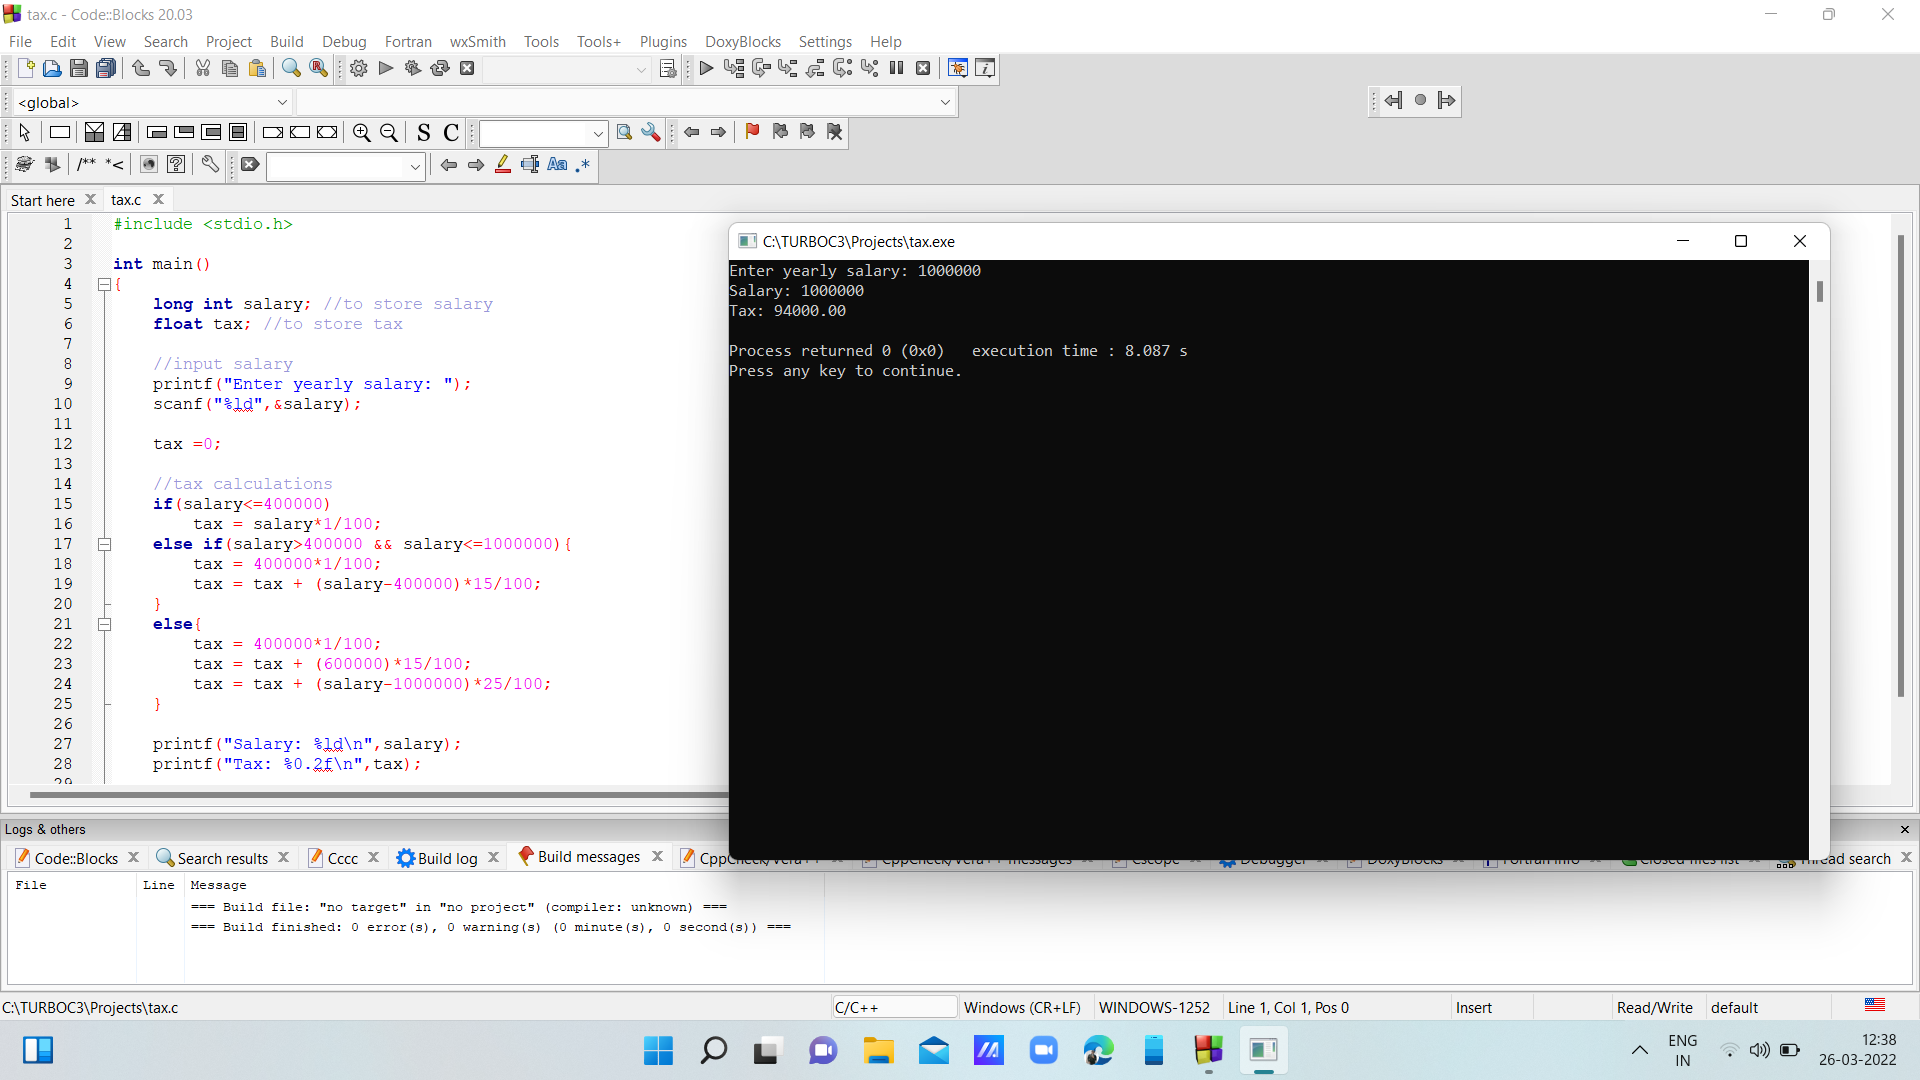 tax.c - Code::Blocks 20.03
File Edit View Search Project Build Debug Fortran wxSmith Tools Tools+ Plugins DoxyBlocks Settings Help
<global>
S C
/** *<
Aa .*
Start here tax.c
1 #include <stdio.h>
2
3 int main()
4 {
5 long int salary; //to store salary
6 float tax; //to store tax
7
8 //input salary
9 printf("Enter yearly salary: ");
10 scanf("%ld",&salary);
11
12 tax =0;
13
14 //tax calculations
15 if(salary<=400000)
16 tax = salary*1/100;
17 else if(salary>400000 && salary<=1000000){
18 tax = 400000*1/100;
19 tax = tax + (salary-400000)*15/100;
20 }
21 else{
22 tax = 400000*1/100;
23 tax = tax + (600000)*15/100;
24 tax = tax + (salary-1000000)*25/100;
25 }
26
27 printf("Salary: %ld\n",salary);
28 printf("Tax: %0.2f\n",tax);
29
C:\TURBOC3\Projects\tax.exe
Enter yearly salary: 1000000
Salary: 1000000
Tax: 94000.00
Process returned 0 (0x0) execution time : 8.087 s
Press any key to continue.
Logs & others
Code::Blocks Search results Cccc Build log Build messages CppCheck/Vera++ CppCheck/Vera++ messages Cscope Debugger DoxyBlocks Fortran info Closed files list Thread search
File Line Message
=== Build file: "no target" in "no project" (compiler: unknown) ===
=== Build finished: 0 error(s), 0 warning(s) (0 minute(s), 0 second(s)) ===
C:\TURBOC3\Projects\tax.c C/C++ Windows (CR+LF) WINDOWS-1252 Line 1, Col 1, Pos 0 Insert Read/Write default
ENG
IN
12:38
26-03-2022